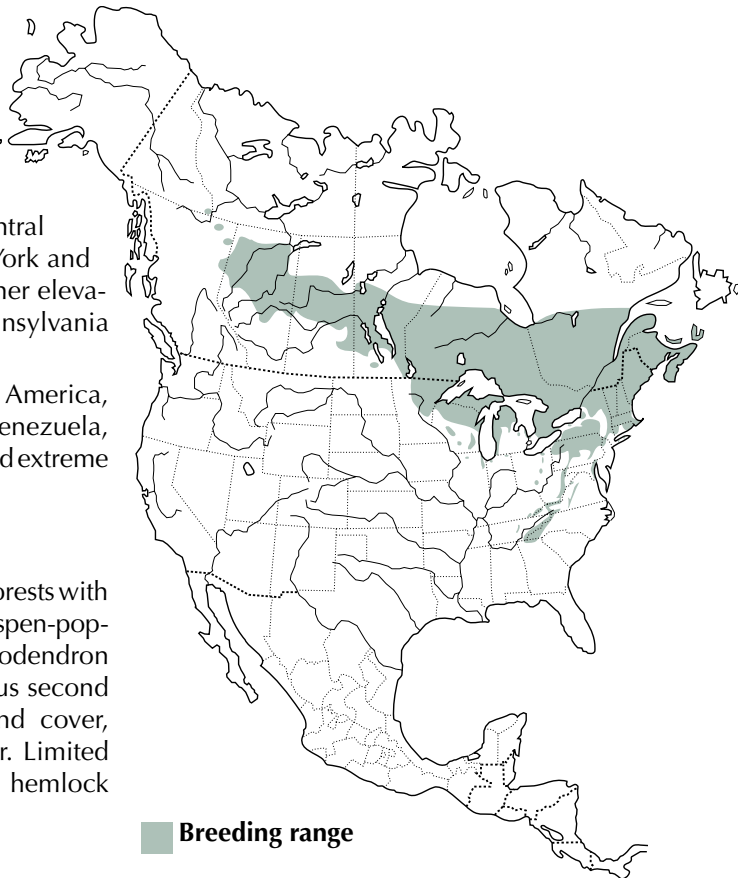 ntral
York and
her eleva-
nnsylvania
America,
enezuela,
d extreme
orests with
spen-pop-
odendron
us second
nd cover,
r. Limited
hemlock
Breeding range